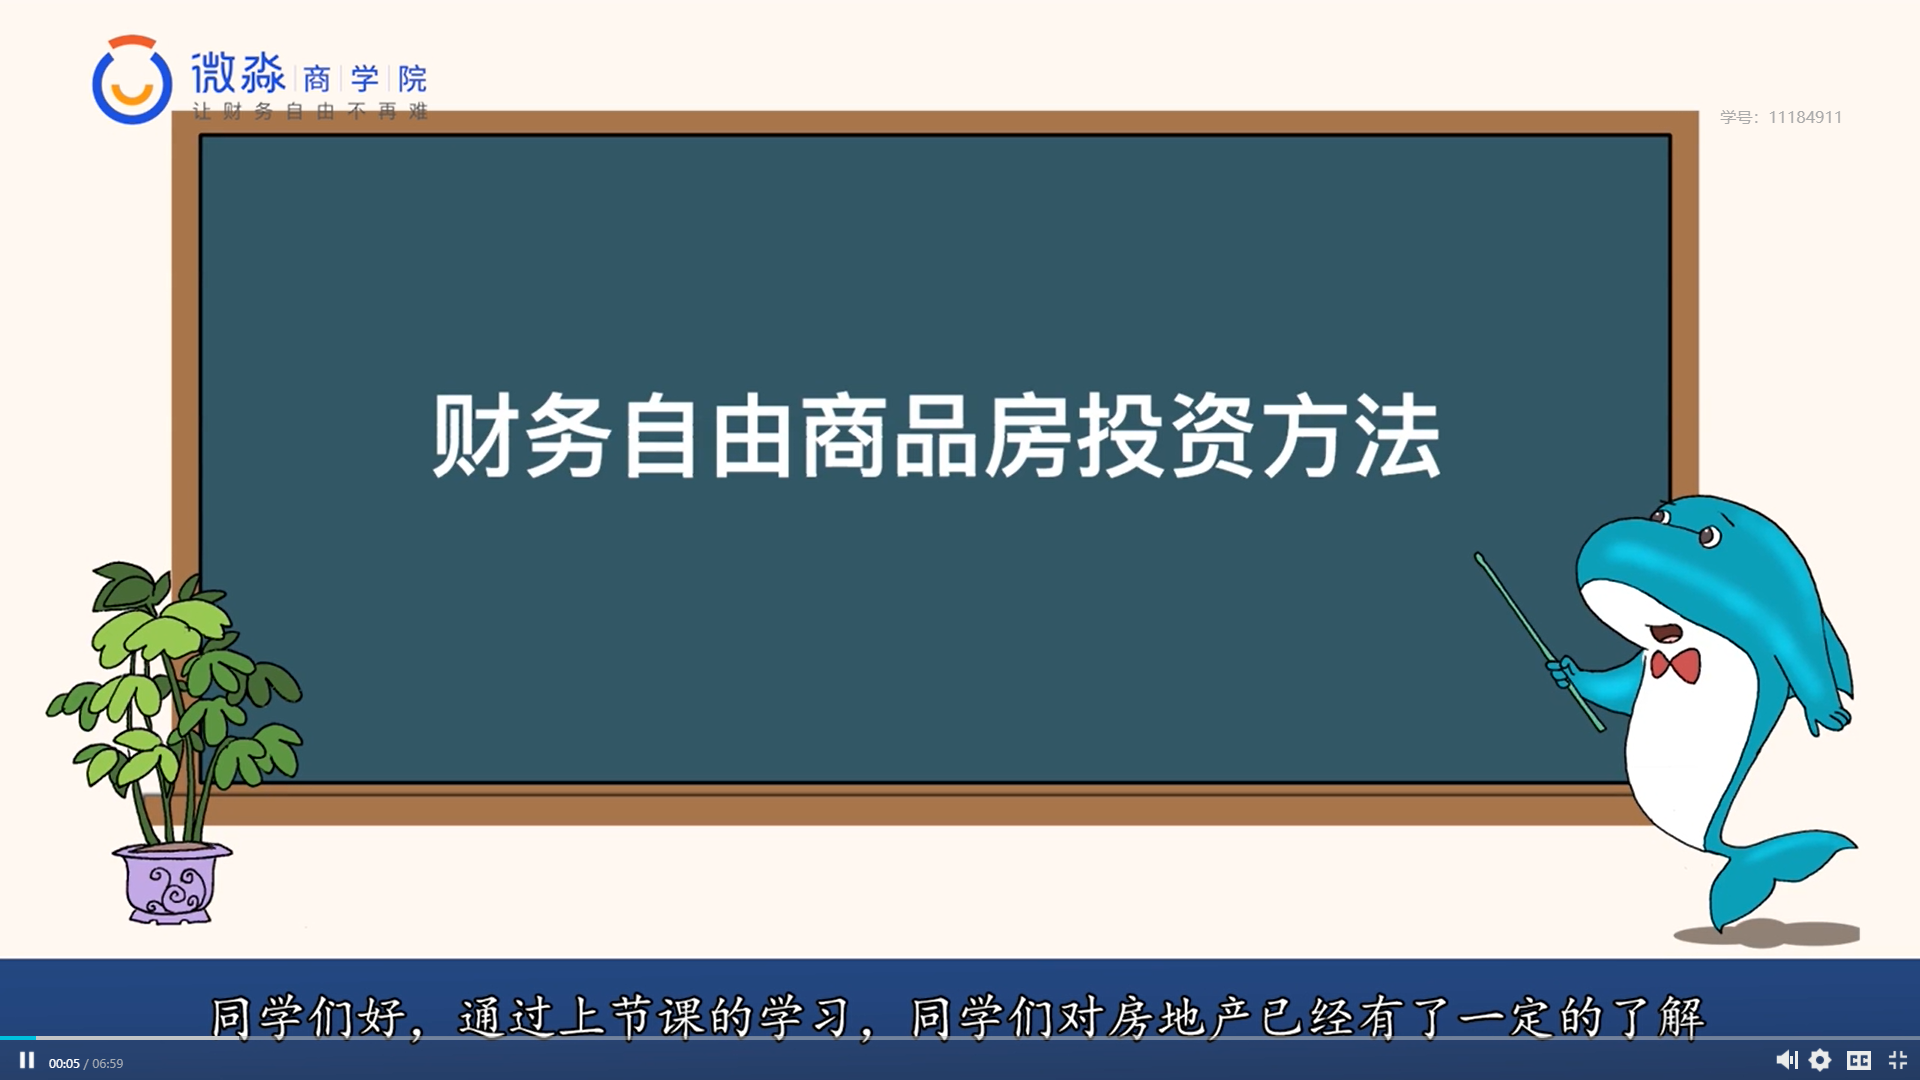 微淼 商 学 院
让财务自由不再难
学号：11184911
财务自由商品房投资方法
同学们好，通过上节课的学习，同学们对房地产已经有了一定的了解
00:05 / 06:59
CC